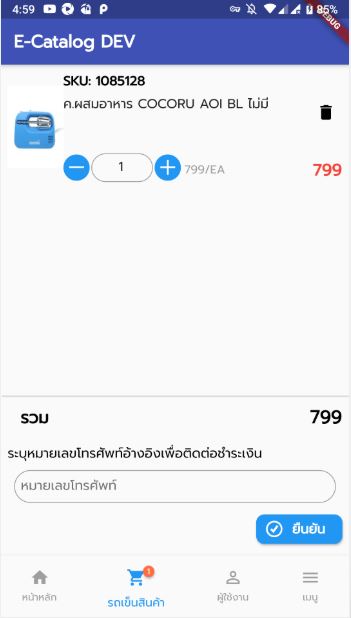 4:59
85%
E-Catalog DEV
SKU: 1085128
ค.ผสมอาหาร COCORU AOI BL ไม่มี
1
799/EA
799
รวม
799
ระบุหมายเลขโทรศัพท์อ้างอิงเพื่อติดต่อชำระเงิน
หมายเลขโทรศัพท์
ยืนยัน
1
หน้าหลัก
รถเข็นสินค้า
ผู้ใช้งาน
เมนู